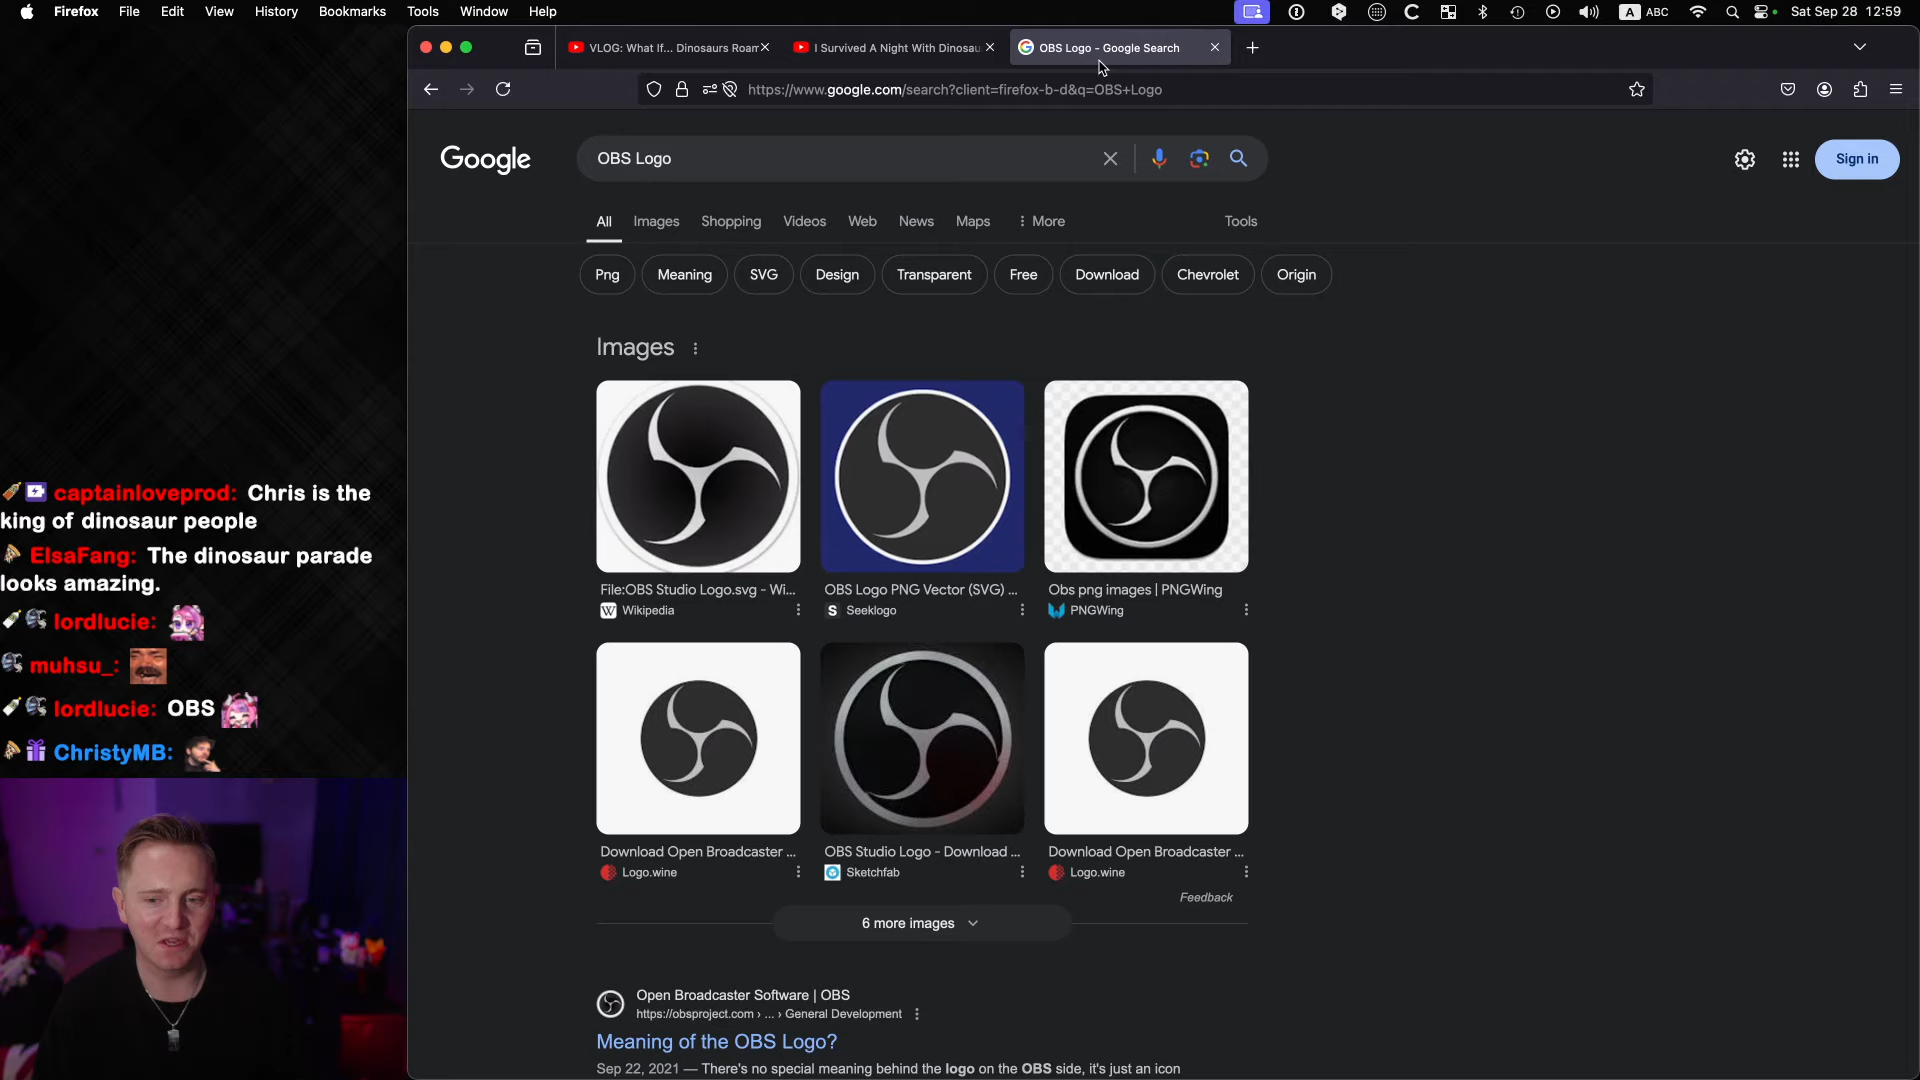 Firefox File Edit View History Bookmarks Tools Window Help
A ABC Sat Sep 28 12:59
VLOG: What If... Dinosaurs Roam
I Survived A Night With Dinosau
OBS Logo - Google Search
https://www.google.com/search?client=firefox-b-d&q=OBS+Logo
Google
OBS Logo
Sign in
All Images Shopping Videos Web News Maps More Tools
Png Meaning SVG Design Transparent Free Download Chevrolet Origin
Images
File:OBS Studio Logo.svg - Wi...
W Wikipedia
OBS Logo PNG Vector (SVG) ...
S Seeklogo
Obs png images | PNGWing
PNGWing
captainloveprod: Chris is the
king of dinosaur people
ElsaFang: The dinosaur parade
looks amazing.
lordlucie:
muhsu_:
lordlucie: OBS
ChristyMB:
Download Open Broadcaster ...
Logo.wine
OBS Studio Logo - Download ...
Sketchfab
Download Open Broadcaster ...
Logo.wine
Feedback
6 more images
Open Broadcaster Software | OBS
https://obsproject.com › ... › General Development
Meaning of the OBS Logo?
Sep 22, 2021 — There's no special meaning behind the logo on the OBS side, it's just an icon